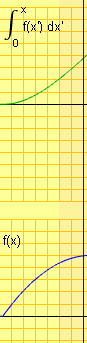 ∫₀ˣ f(x') dx'
f(x)